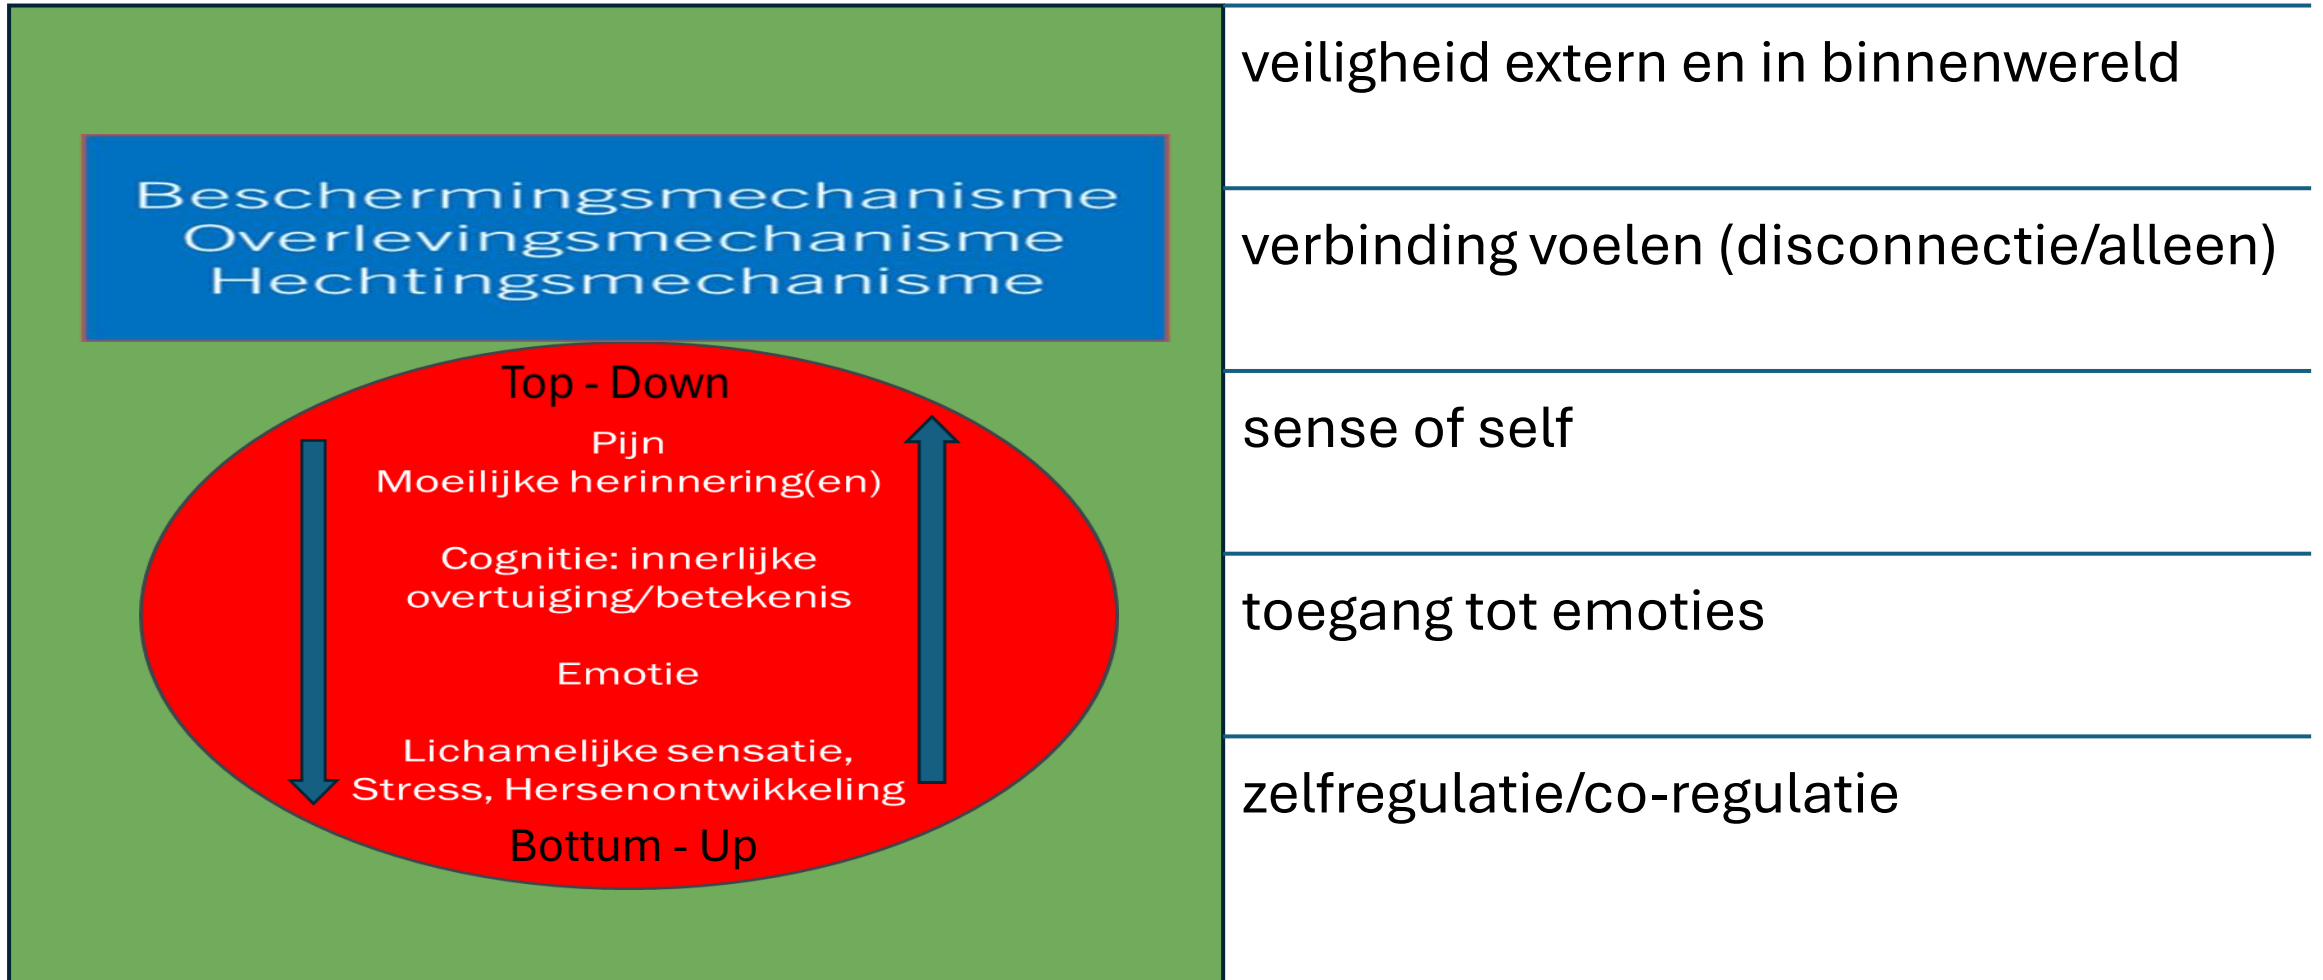 Beschermingsmechanisme
Overlevingsmechanisme
Hechtingsmechanisme
Top - Down
Pijn
Moeilijke herinnering(en)
Cognitie: innerlijke
overtuiging/betekenis
Emotie
Lichamelijke sensatie,
Stress, Hersenontwikkeling
Bottum - Up
veiligheid extern en in binnenwereld
verbinding voelen (disconnectie/alleen)
sense of self
toegang tot emoties
zelfregulatie/co-regulatie